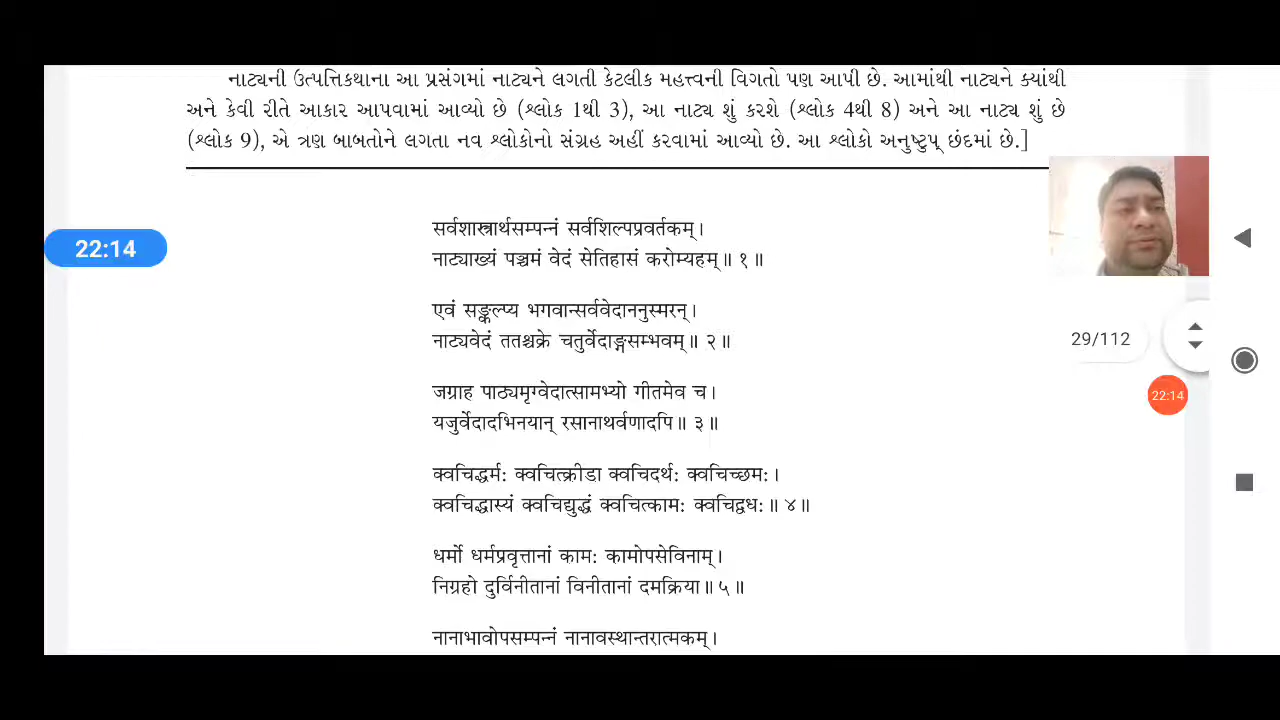 નાટ્યની ઉત્પત્તિકથાના આ પ્રસંગમાં નાટ્યને લગતી કેટલીક મહત્ત્વની વિગતો પણ આપી છે. આમાંથી નાટ્યને ક્યાંથી
અને કેવી રીતે આકાર આપવામાં આવ્યો છે (શ્લોક 1થી 3), આ નાટ્ય શું કરશે (શ્લોક 4થી 8) અને આ નાટ્ય શું છે
(શ્લોક 9), એ ત્રણ બાબતોને લગતા નવ શ્લોકોનો સંગ્રહ અહીં કરવામાં આવ્યો છે. આ શ્લોકો અનુષ્ટુપ્ છંદમાં છે.]
सर्वशास्त्रार्थसम्पन्नं सर्वशिल्पप्रवर्तकम्।
22:14
नाट्याख्यं पञ्चमं वेदं सेतिहासं करोम्यहम्॥ १॥
एवं सङ्कल्प्य भगवान्सर्ववेदाननुस्मरन्।
नाट्यवेदं ततश्चक्रे चतुर्वेदाङ्गसम्भवम्॥ २॥
29/112
जग्राह पाठ्यमृग्वेदात्सामभ्यो गीतमेव च।
22:14
यजुर्वेदादभिनयान् रसानाथर्वणादपि॥ ३॥
क्वचिद्धर्मः क्वचित्क्रीडा क्वचिदर्थः क्वचिच्छमः।
क्वचिद्धास्यं क्वचिद्युद्धं क्वचित्कामः क्वचिद्वधः॥ ४॥
धर्मो धर्मप्रवृत्तानां कामः कामोपसेविनाम्।
निग्रहो दुर्विनीतानां विनीतानां दमक्रिया॥ ५॥
नानाभावोपसम्पन्नं नानावस्थान्तरात्मकम्।